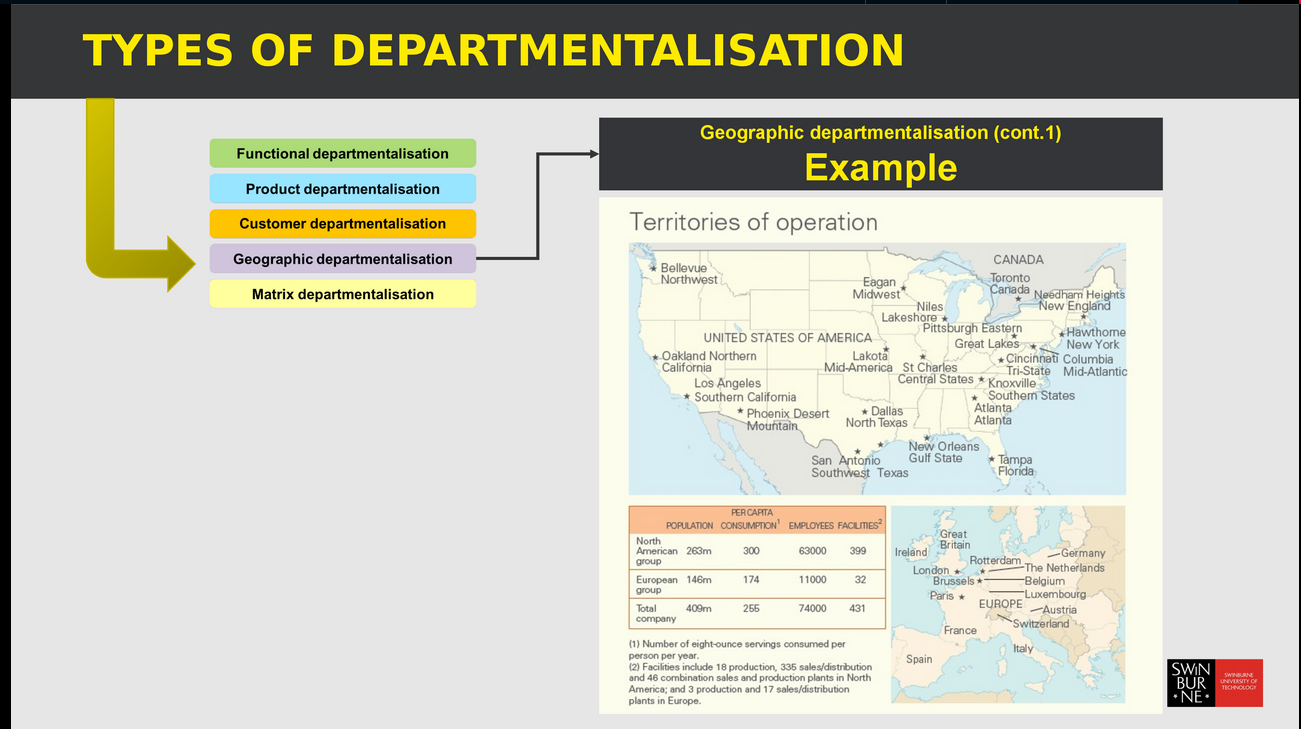 TYPES OF DEPARTMENTALISATION
Functional departmentalisation
Product departmentalisation
Customer departmentalisation
Geographic departmentalisation
Matrix departmentalisation
Geographic departmentalisation (cont.1)
Example
Territories of operation
CANADA
Bellevue
Northwest
Toronto
Canada
Eagan
Midwest
Needham Heights
New England
Niles
Lakeshore
Pittsburgh Eastern
Great Lakes
Hawthorne
New York
UNITED STATES OF AMERICA
Oakland Northern
California
Lakota
Mid-America
St Charles
Central States
Cincinnati
Tri-State
Columbia
Mid-Atlantic
Los Angeles
Southern California
Knoxville
Southern States
Phoenix Desert
Mountain
Dallas
North Texas
Atlanta
Atlanta
San Antonio
Southwest Texas
New Orleans
Gulf State
Tampa
Florida
POPULATION PER CAPITA CONSUMPTION1 EMPLOYEES FACILITIES2
North American group 263m 300 63000 399
European group 146m 174 11000 32
Total company 409m 255 74000 431
(1) Number of eight-ounce servings consumed per
person per year.
(2) Facilities include 18 production, 335 sales/distribution
and 46 combination sales and production plants in North
America; and 3 production and 17 sales/distribution
plants in Europe.
Great
Britain
Ireland
Germany
Rotterdam
The Netherlands
London
Brussels
Belgium
Luxembourg
Paris
EUROPE
Austria
Switzerland
France
Italy
Spain
SWIN
BUR
NE
SWINBURNE
UNIVERSITY OF
TECHNOLOGY